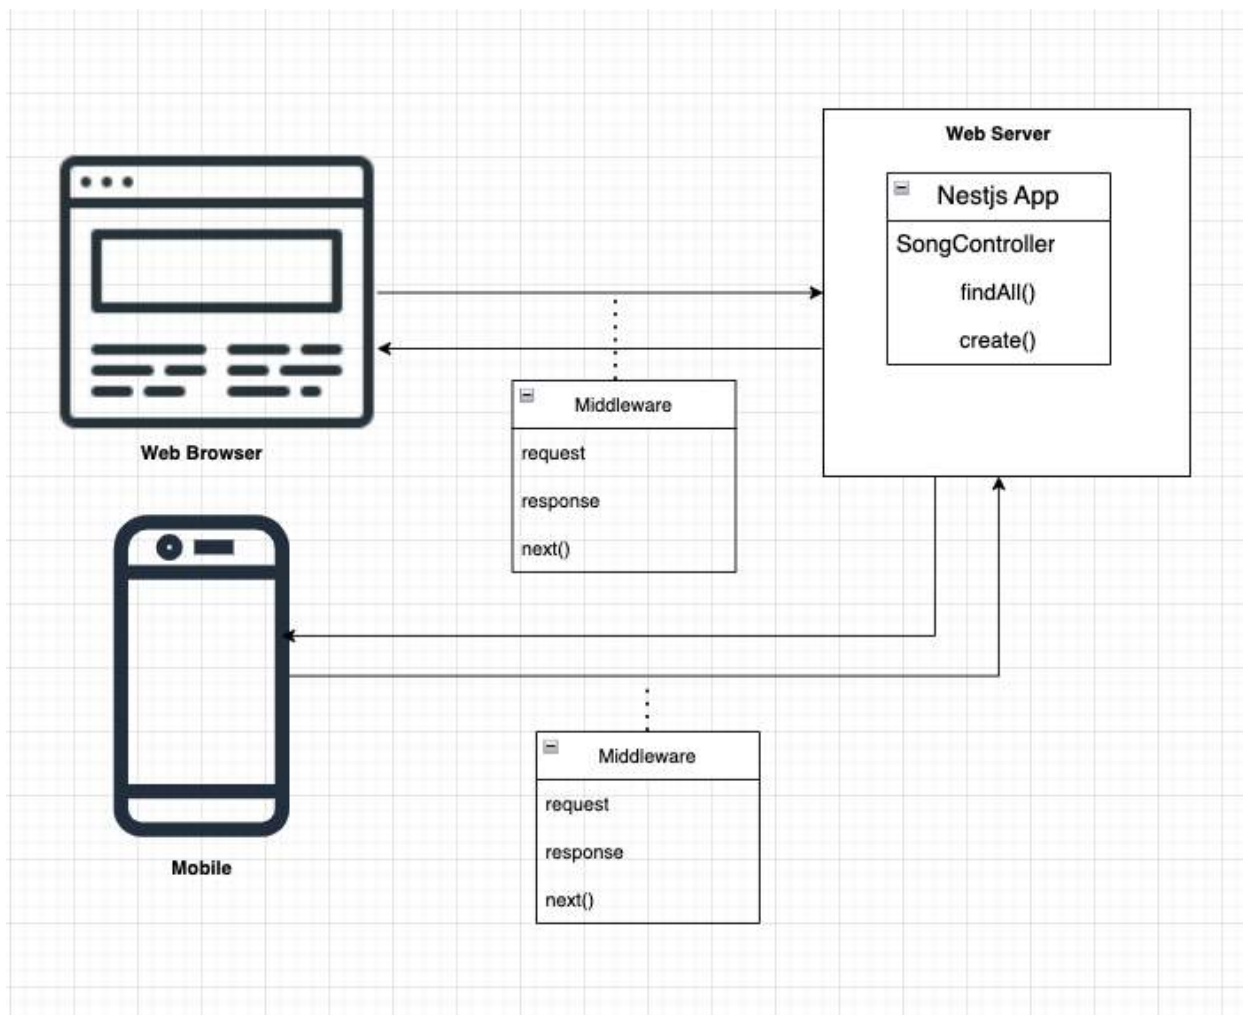 Web Server
Nestjs App
SongController
findAll()
create()
Middleware
request
response
next()
Web Browser
Middleware
request
response
next()
Mobile